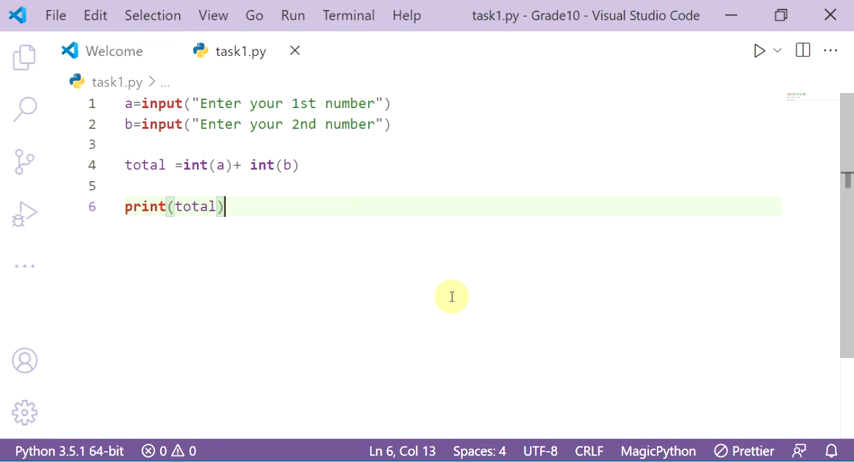 File Edit Selection View Go Run Terminal Help task1.py - Grade10 - Visual Studio Code
Welcome task1.py
task1.py > ...
1 a=input("Enter your 1st number")
2 b=input("Enter your 2nd number")
3
4 total =int(a)+ int(b)
5
6 print(total)
Python 3.5.1 64-bit 0 0 Ln 6, Col 13 Spaces: 4 UTF-8 CRLF MagicPython Prettier